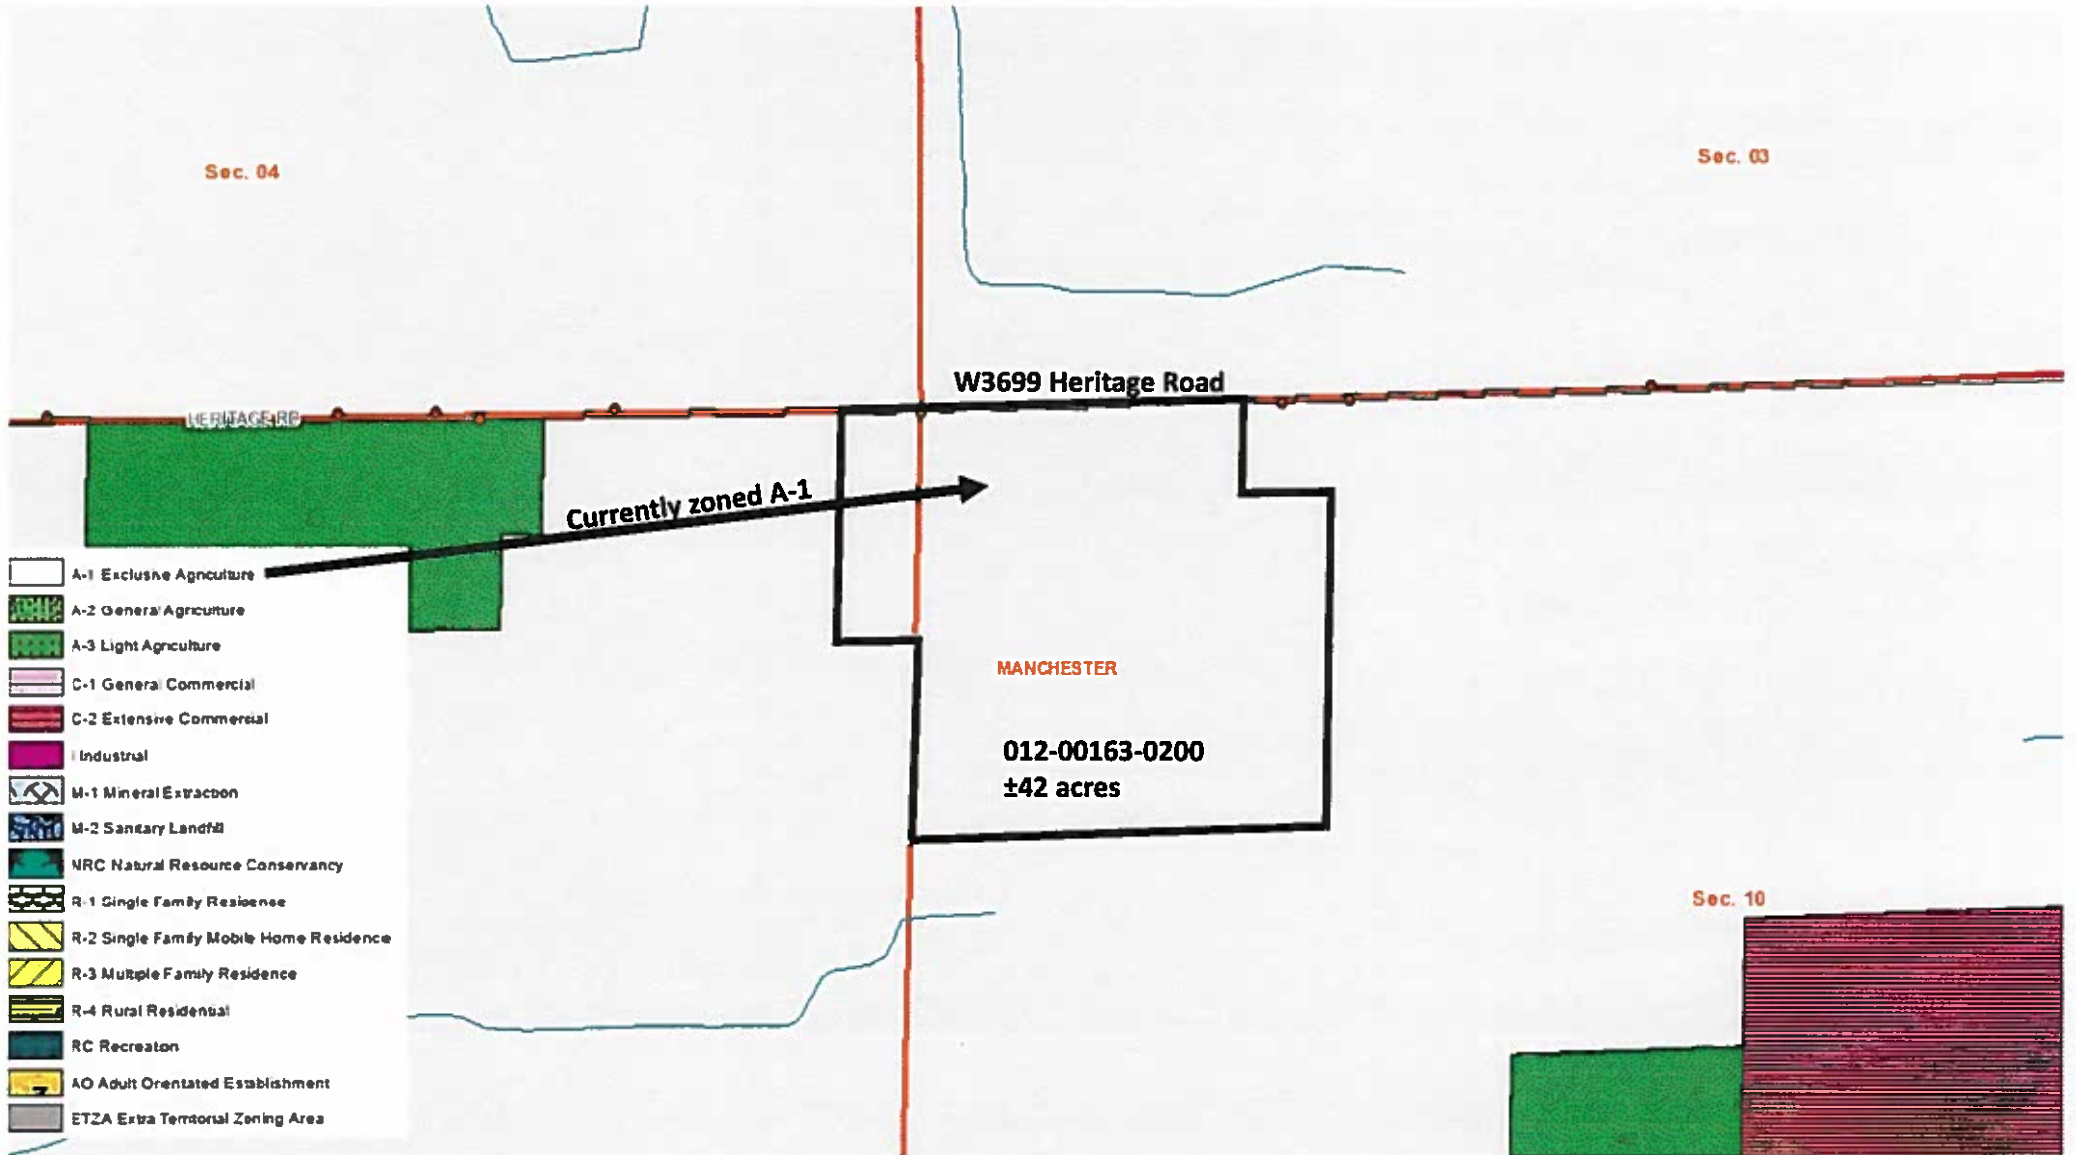 Sec. 04
Sec. 03
W3699 Heritage Road
HERITAGE RD
Currently zoned A-1
A-1 Exclusive Agriculture
A-2 General Agriculture
A-3 Light Agriculture
C-1 General Commercial
C-2 Extensive Commercial
I Industrial
M-1 Mineral Extraction
M-2 Sanitary Landfill
NRC Natural Resource Conservancy
R-1 Single Family Residense
R-2 Single Family Mobile Home Residence
R-3 Multiple Family Residence
R-4 Rural Residential
RC Recreaton
AO Adult Orientated Establishment
ETZA Extra Territorial Zoning Area
MANCHESTER
012-00163-0200
±42 acres
Sec. 10